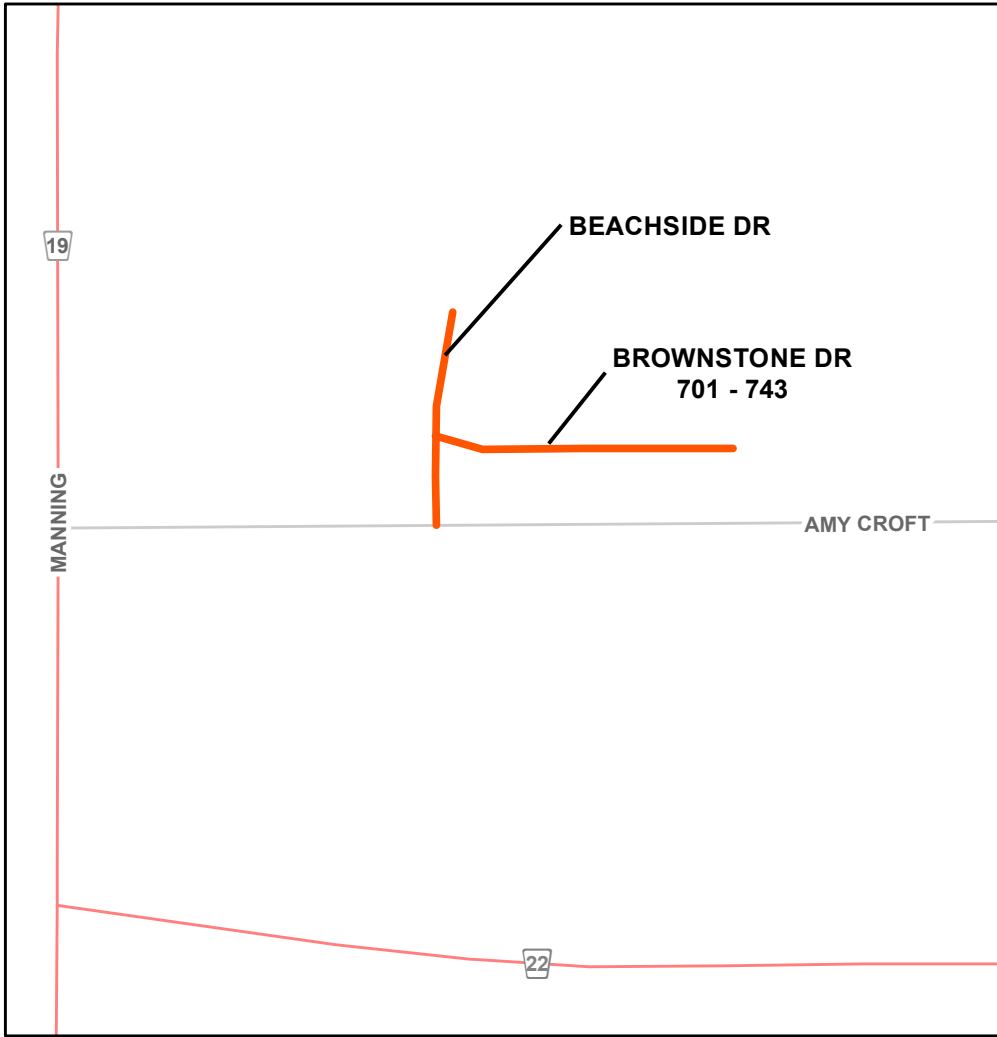 BEACHSIDE DR
19
BROWNSTONE DR
701 - 743
MANNING
AMY CROFT
22